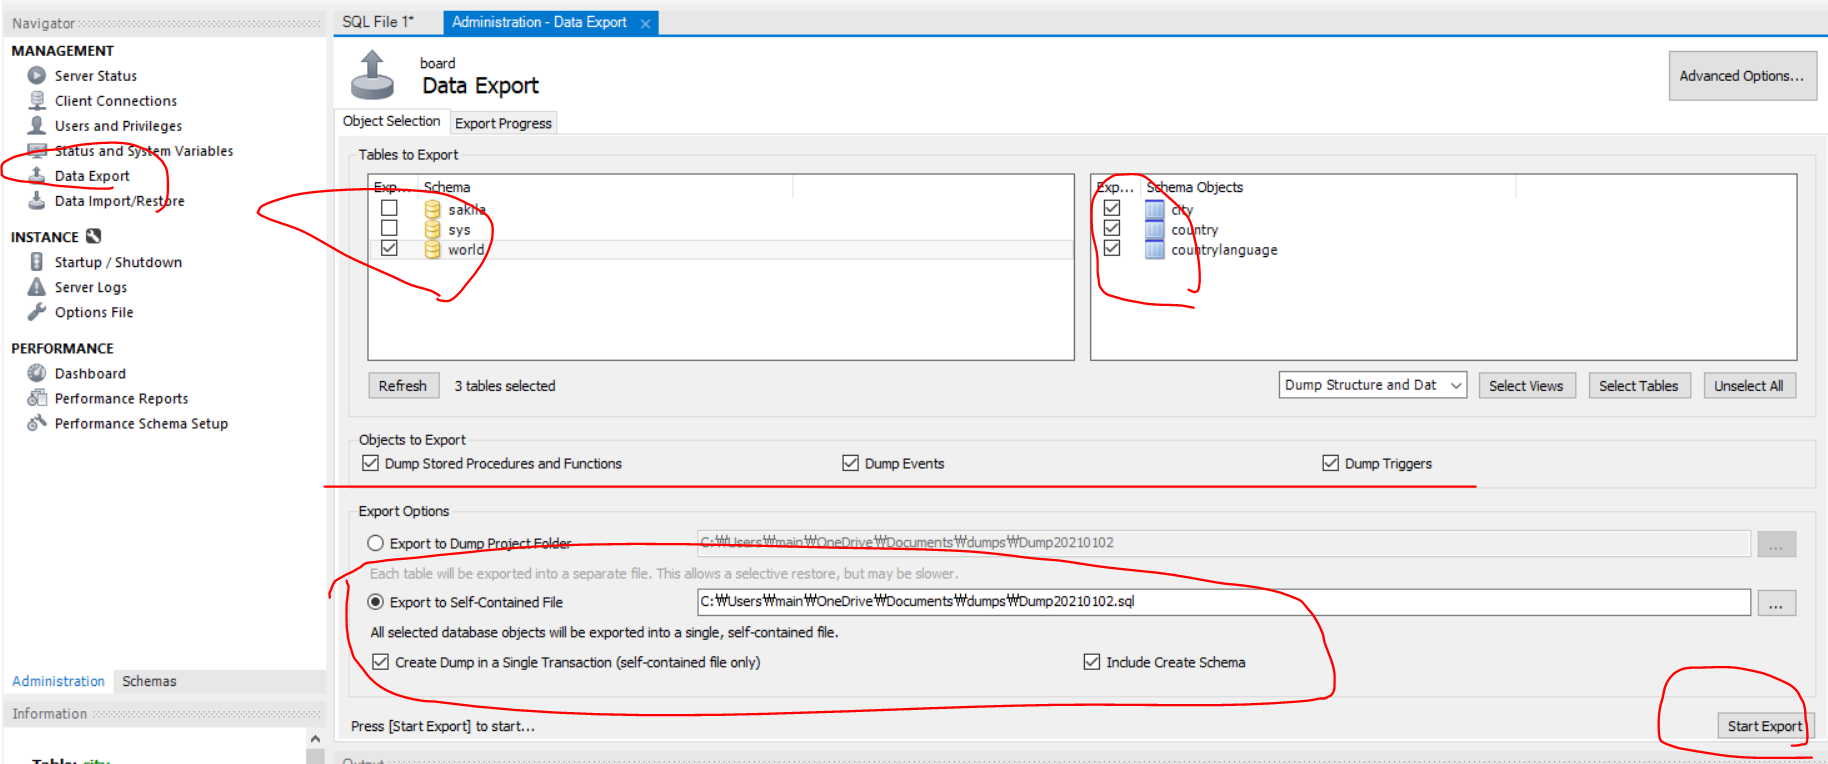 Navigator
MANAGEMENT
Server Status
Client Connections
Users and Privileges
Status and System Variables
Data Export
Data Import/Restore
INSTANCE
Startup / Shutdown
Server Logs
Options File
PERFORMANCE
Dashboard
Performance Reports
Performance Schema Setup
Administration Schemas
Information
Table: city
SQL File 1* Administration - Data Export ×
board
Data Export
Advanced Options...
Object Selection Export Progress
Tables to Export
Exp... Schema
sakila
sys
world
Exp... Schema Objects
city
country
countrylanguage
Refresh 3 tables selected
Dump Structure and Dat Select Views Select Tables Unselect All
Objects to Export
Dump Stored Procedures and Functions Dump Events Dump Triggers
Export Options
Export to Dump Project Folder C:₩Users₩main₩OneDrive₩Documents₩dumps₩Dump20210102 ...
Each table will be exported into a separate file. This allows a selective restore, but may be slower.
Export to Self-Contained File C:₩Users₩main₩OneDrive₩Documents₩dumps₩Dump20210102.sql ...
All selected database objects will be exported into a single, self-contained file.
Create Dump in a Single Transaction (self-contained file only) Include Create Schema
Press [Start Export] to start...
Start Export
Output